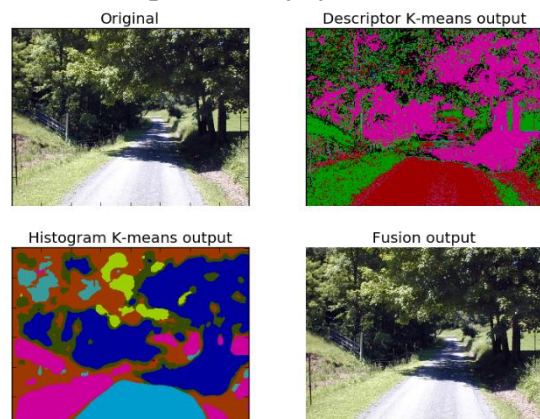 Original
Descriptor K-means output
Histogram K-means output
Fusion output